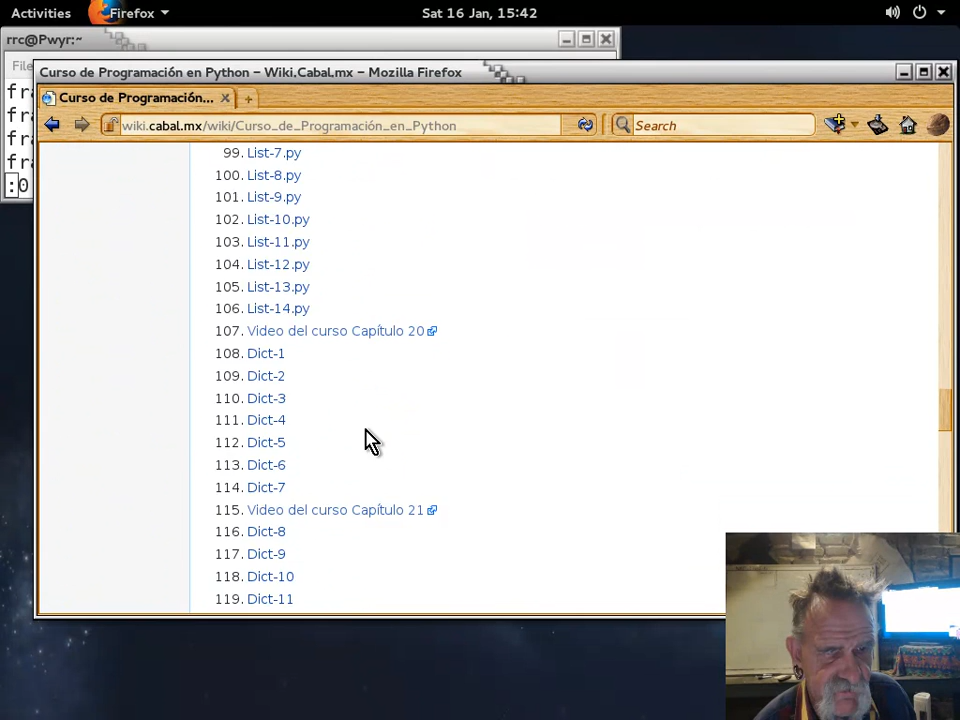 Activities Firefox Sat 16 Jan, 15:42
rrc@Pwyr:~
Curso de Programación en Python – Wiki.Cabal.mx – Mozilla Firefox
Curso de Programación...
wiki.cabal.mx/wiki/Curso_de_Programación_en_Python Search
:0
99. List-7.py
100. List-8.py
101. List-9.py
102. List-10.py
103. List-11.py
104. List-12.py
105. List-13.py
106. List-14.py
107. Video del curso Capítulo 20
108. Dict-1
109. Dict-2
110. Dict-3
111. Dict-4
112. Dict-5
113. Dict-6
114. Dict-7
115. Video del curso Capítulo 21
116. Dict-8
117. Dict-9
118. Dict-10
119. Dict-11